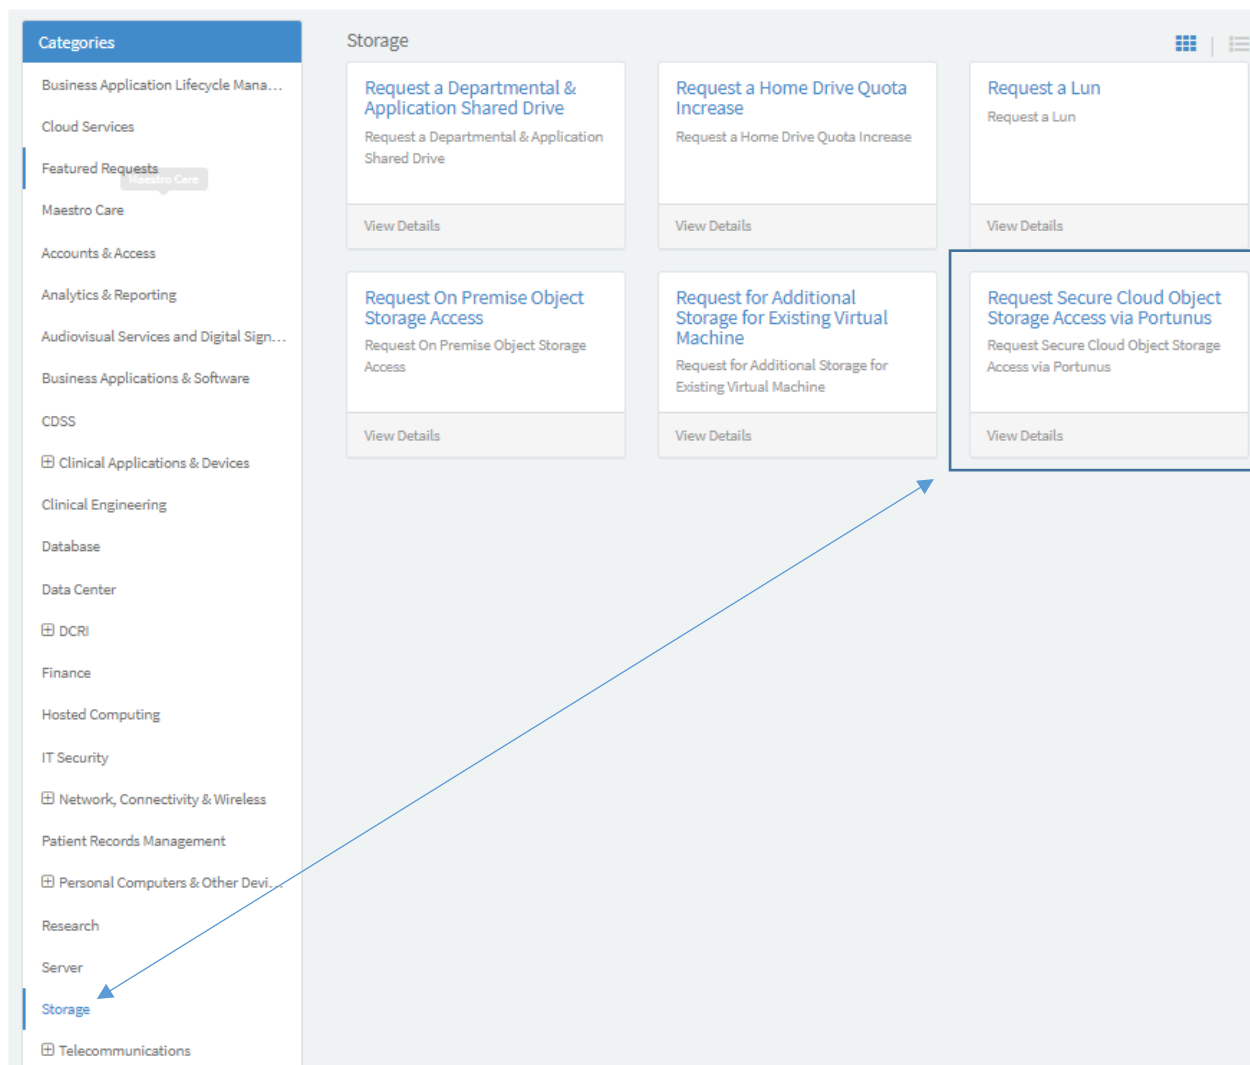 Categories
Business Application Lifecycle Mana...
Cloud Services
Featured Requests
Maestro Care
Maestro Care
Accounts & Access
Analytics & Reporting
Audiovisual Services and Digital Sign...
Business Applications & Software
CDSS
Clinical Applications & Devices
Clinical Engineering
Database
Data Center
DCRI
Finance
Hosted Computing
IT Security
Network, Connectivity & Wireless
Patient Records Management
Personal Computers & Other Devi...
Research
Server
Storage
Telecommunications
Storage
Request a Departmental &
Application Shared Drive
Request a Departmental & Application
Shared Drive
View Details
Request a Home Drive Quota
Increase
Request a Home Drive Quota Increase
View Details
Request a Lun
Request a Lun
View Details
Request On Premise Object
Storage Access
Request On Premise Object Storage
Access
View Details
Request for Additional
Storage for Existing Virtual
Machine
Request for Additional Storage for
Existing Virtual Machine
View Details
Request Secure Cloud Object
Storage Access via Portunus
Request Secure Cloud Object Storage
Access via Portunus
View Details